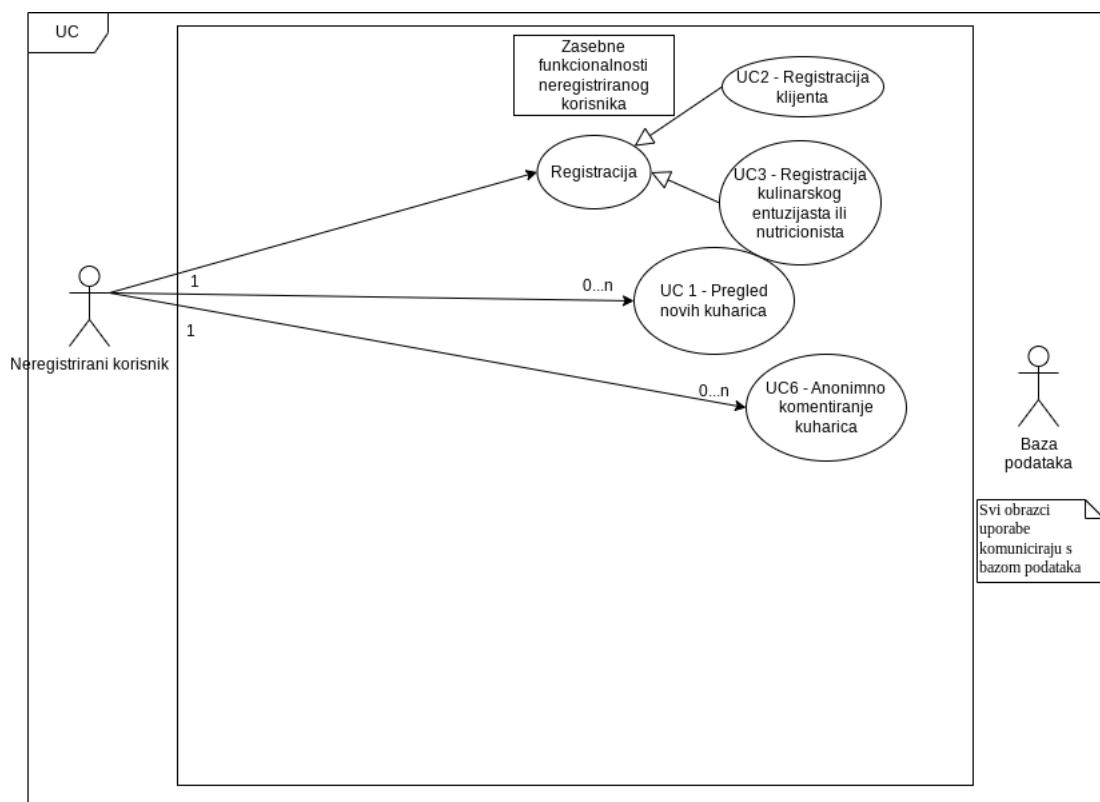 UC
Zasebne
funkcionalnosti
neregistriranog
korisnika
UC2 - Registracija
klijenta
Registracija
UC3 - Registracija
kulinarskog
entuzijasta ili
nutricionista
1
0...n
UC 1 - Pregled
novih kuharica
1
Neregistrirani korisnik
0...n
UC6 - Anonimno
komentiranje
kuharica
Baza
podataka
Svi obrazci
uporabe
komuniciraju s
bazom podataka